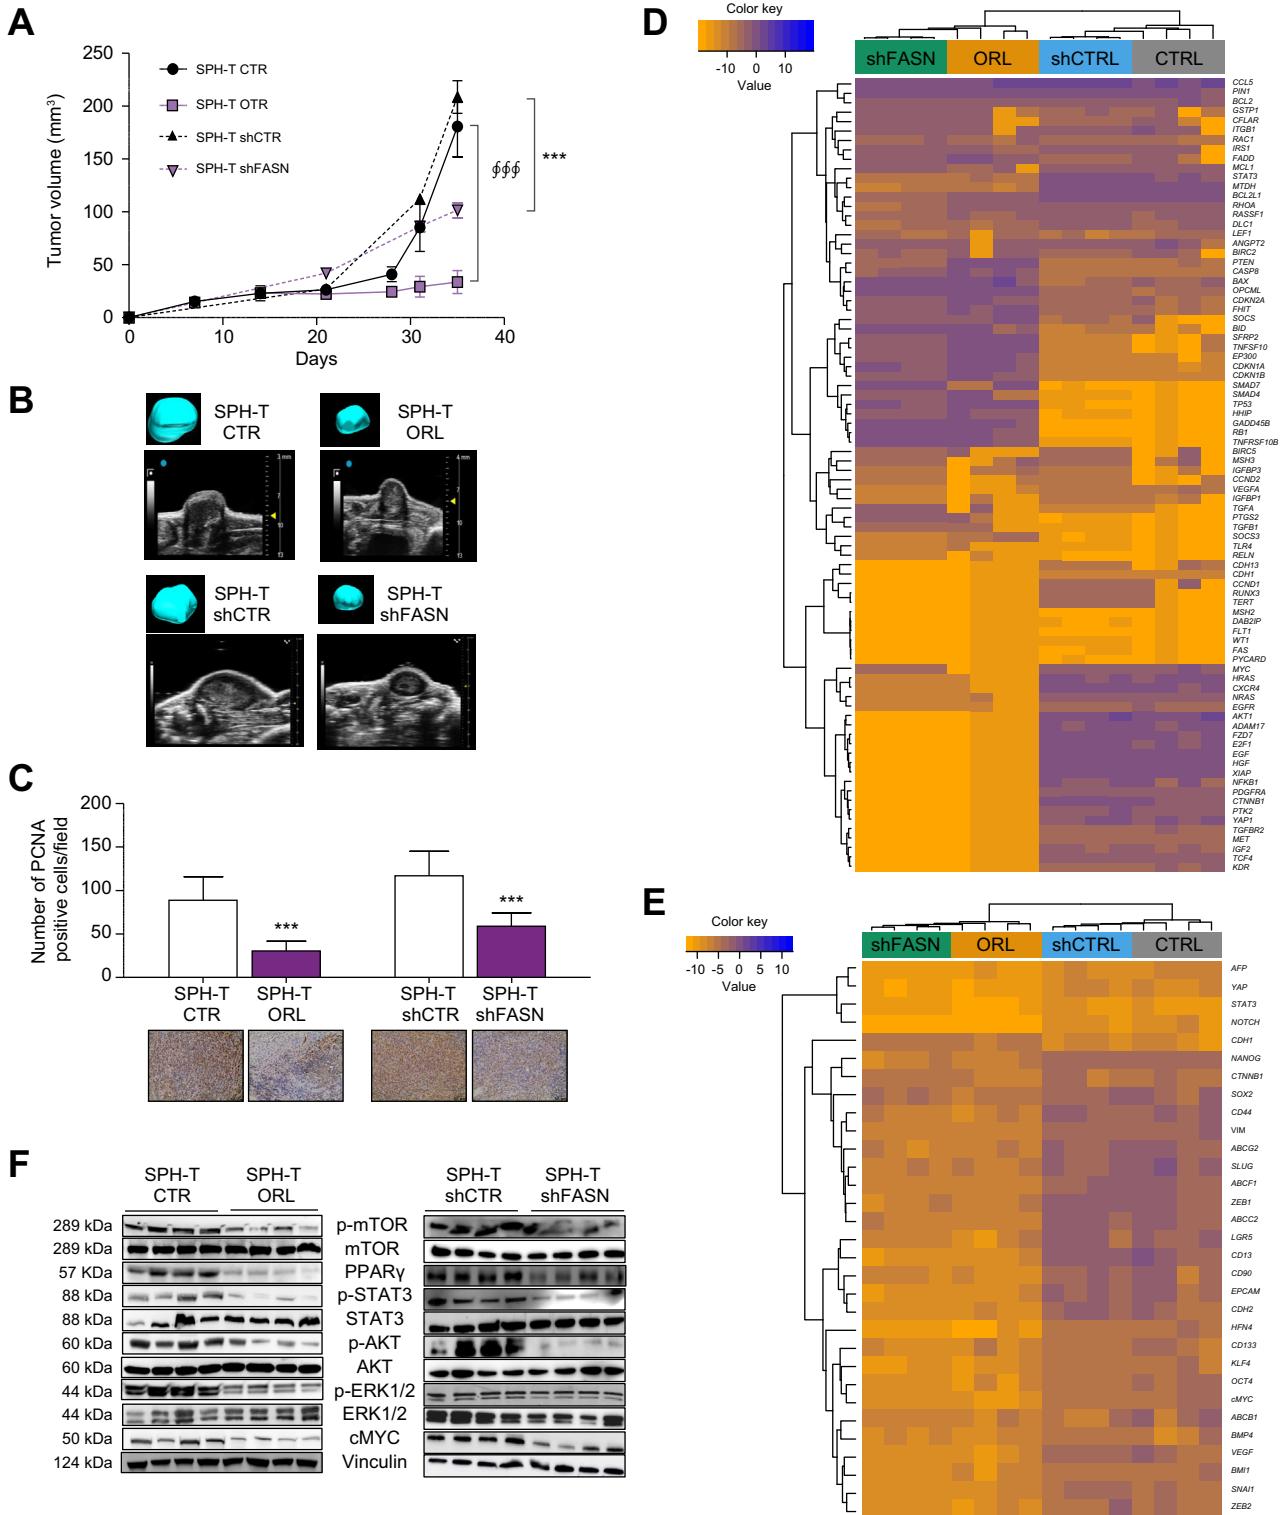 A
250
200
150
100
50
0
Tumor volume (mm³)
SPH-T CTR
SPH-T OTR
SPH-T shCTR
SPH-T shFASN
∮∮∮
***
0
10
20
30
40
Days
B
SPH-T
CTR
SPH-T
ORL
3 mm
7
10
13
4 mm
7
10
13
SPH-T
shCTR
SPH-T
shFASN
C
200
150
100
50
0
Number of PCNA
positive cells/field
***
***
SPH-T
CTR
SPH-T
ORL
SPH-T
shCTR
SPH-T
shFASN
D
Color key
-10
0
10
Value
shFASN
ORL
shCTRL
CTRL
CCL5
PIN1
BCL2
GSTP1
CFLAR
ITGB1
RAC1
IRS1
FADD
MCL1
STAT3
MTDH
BCL2L1
RHOA
RASSF1
DLC1
LEF1
ANGPT2
BIRC2
PTEN
CASP8
BAX
OPCML
CDKN2A
FHIT
SOCS
BID
SFRP2
TNFSF10
EP300
CDKN1A
CDKN1B
SMAD7
SMAD4
TP53
HHIP
GADD45B
RB1
TNFRSF10B
BIRC5
MSH3
IGFBP3
CCND2
VEGFA
IGFBP1
TGFA
PTGS2
TGFB1
SOCS3
TLR4
RELN
CDH13
CDH1
CCND1
RUNX3
TERT
MSH2
DAB2IP
FLT1
WT1
FAS
PYCARD
MYC
HRAS
CXCR4
NRAS
EGFR
AKT1
ADAM17
FZD7
E2F1
EGF
HGF
XIAP
NFKB1
PDGFRA
CTNNB1
PTK2
YAP1
TGFBR2
MET
IGF2
TCF4
KDR
E
Color key
-10
-5
0
5
10
Value
shFASN
ORL
shCTRL
CTRL
AFP
YAP
STAT3
NOTCH
CDH1
NANOG
CTNNB1
SOX2
CD44
VIM
ABCG2
SLUG
ABCF1
ZEB1
ABCC2
LGR5
CD13
CD90
EPCAM
CDH2
HFN4
CD133
KLF4
OCT4
cMYC
ABCB1
BMP4
VEGF
BMI1
SNAI1
ZEB2
F
SPH-T
CTR
SPH-T
ORL
SPH-T
shCTR
SPH-T
shFASN
289 kDa
p-mTOR
289 kDa
mTOR
57 KDa
PPARγ
88 kDa
p-STAT3
88 kDa
STAT3
60 kDa
p-AKT
60 kDa
AKT
44 kDa
p-ERK1/2
44 kDa
ERK1/2
50 kDa
cMYC
124 kDa
Vinculin